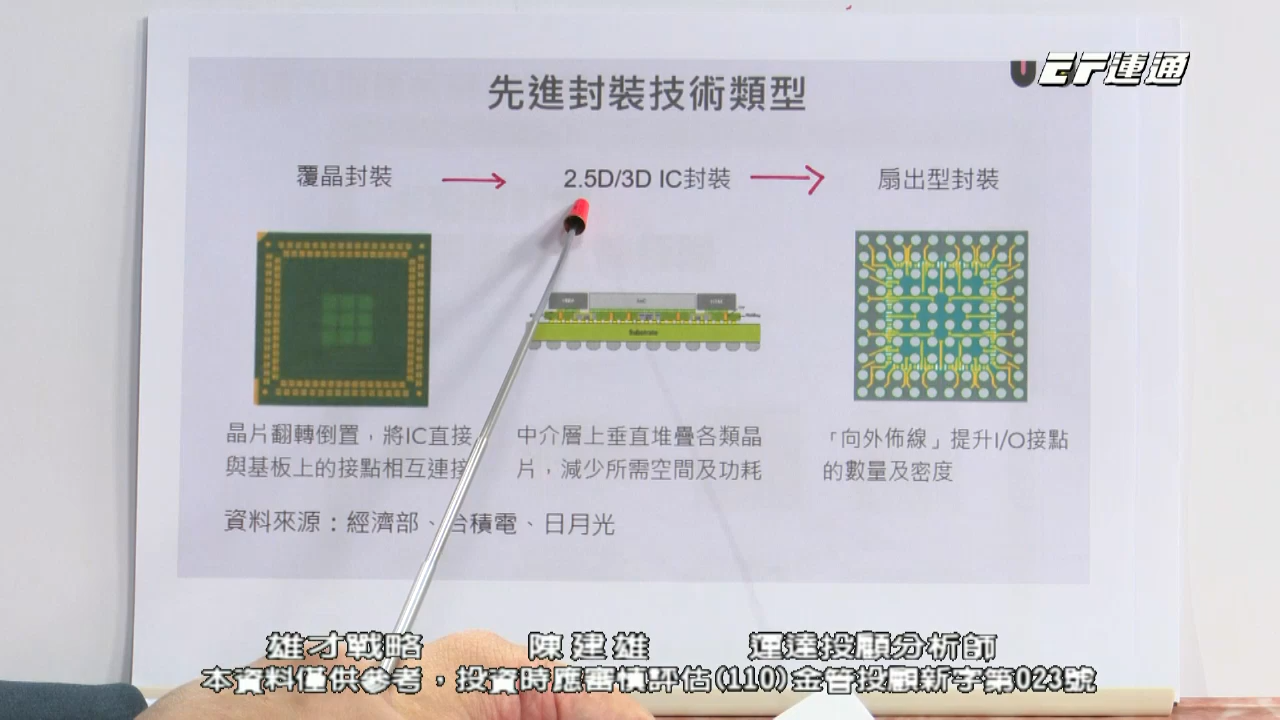 EF運通
先進封裝技術類型
覆晶封裝
2.5D/3D IC封裝
扇出型封裝
Substrate
晶片翻轉倒置，將IC直接
與基板上的接點相互連接
中介層上垂直堆疊各類晶
片，減少所需空間及功耗
「向外佈線」提升I/O接點
的數量及密度
資料來源：經濟部、台積電、日月光
雄才戰略 陳建雄 運達投顧分析師
本資料僅供參考，投資時應審慎評估(110)金管投顧新字第023號